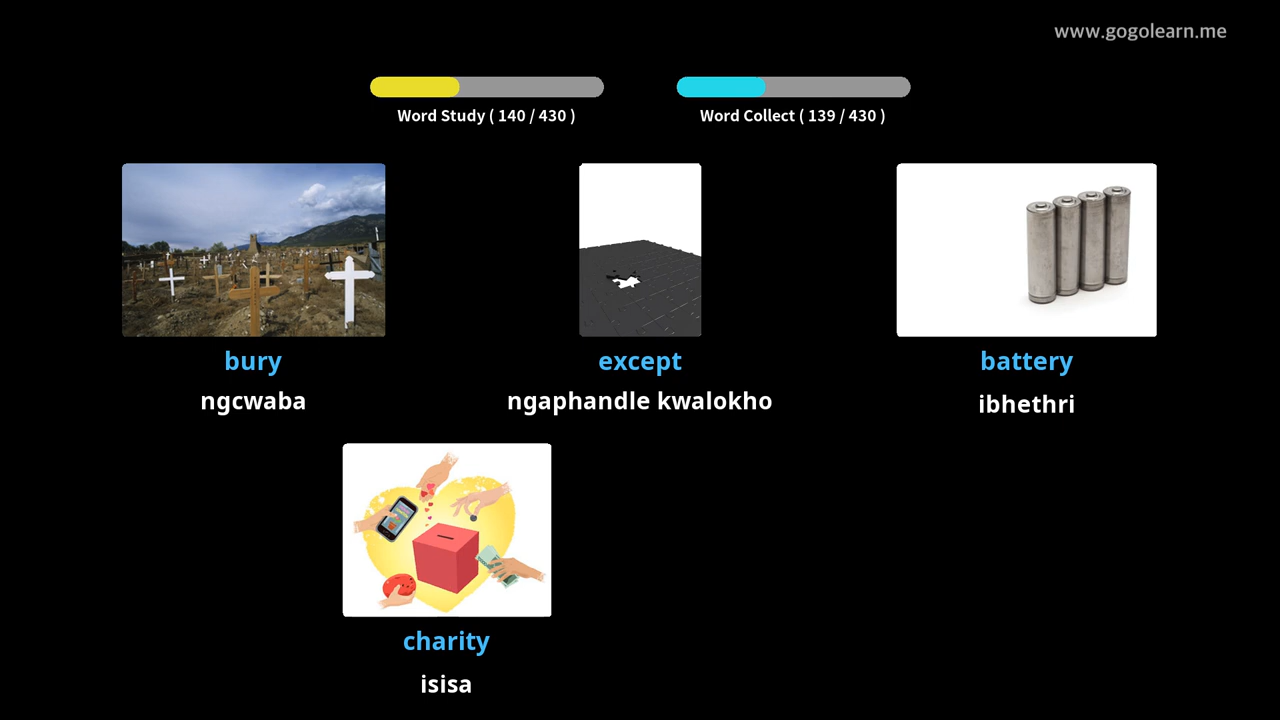 www.gogolearn.me
Word Study ( 140 / 430 )
Word Collect ( 139 / 430 )
bury
ngcwaba
except
ngaphandle kwalokho
battery
ibhethri
charity
isisa